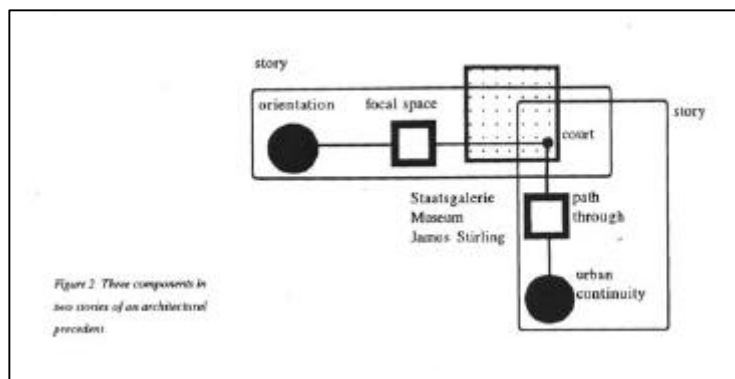 story
orientation
focal space
story
court
Staatsgalerie
Museum
James Stirling
path
through
urban
continuity
Figure 2 Three components in
two stories of an architectural
precedent